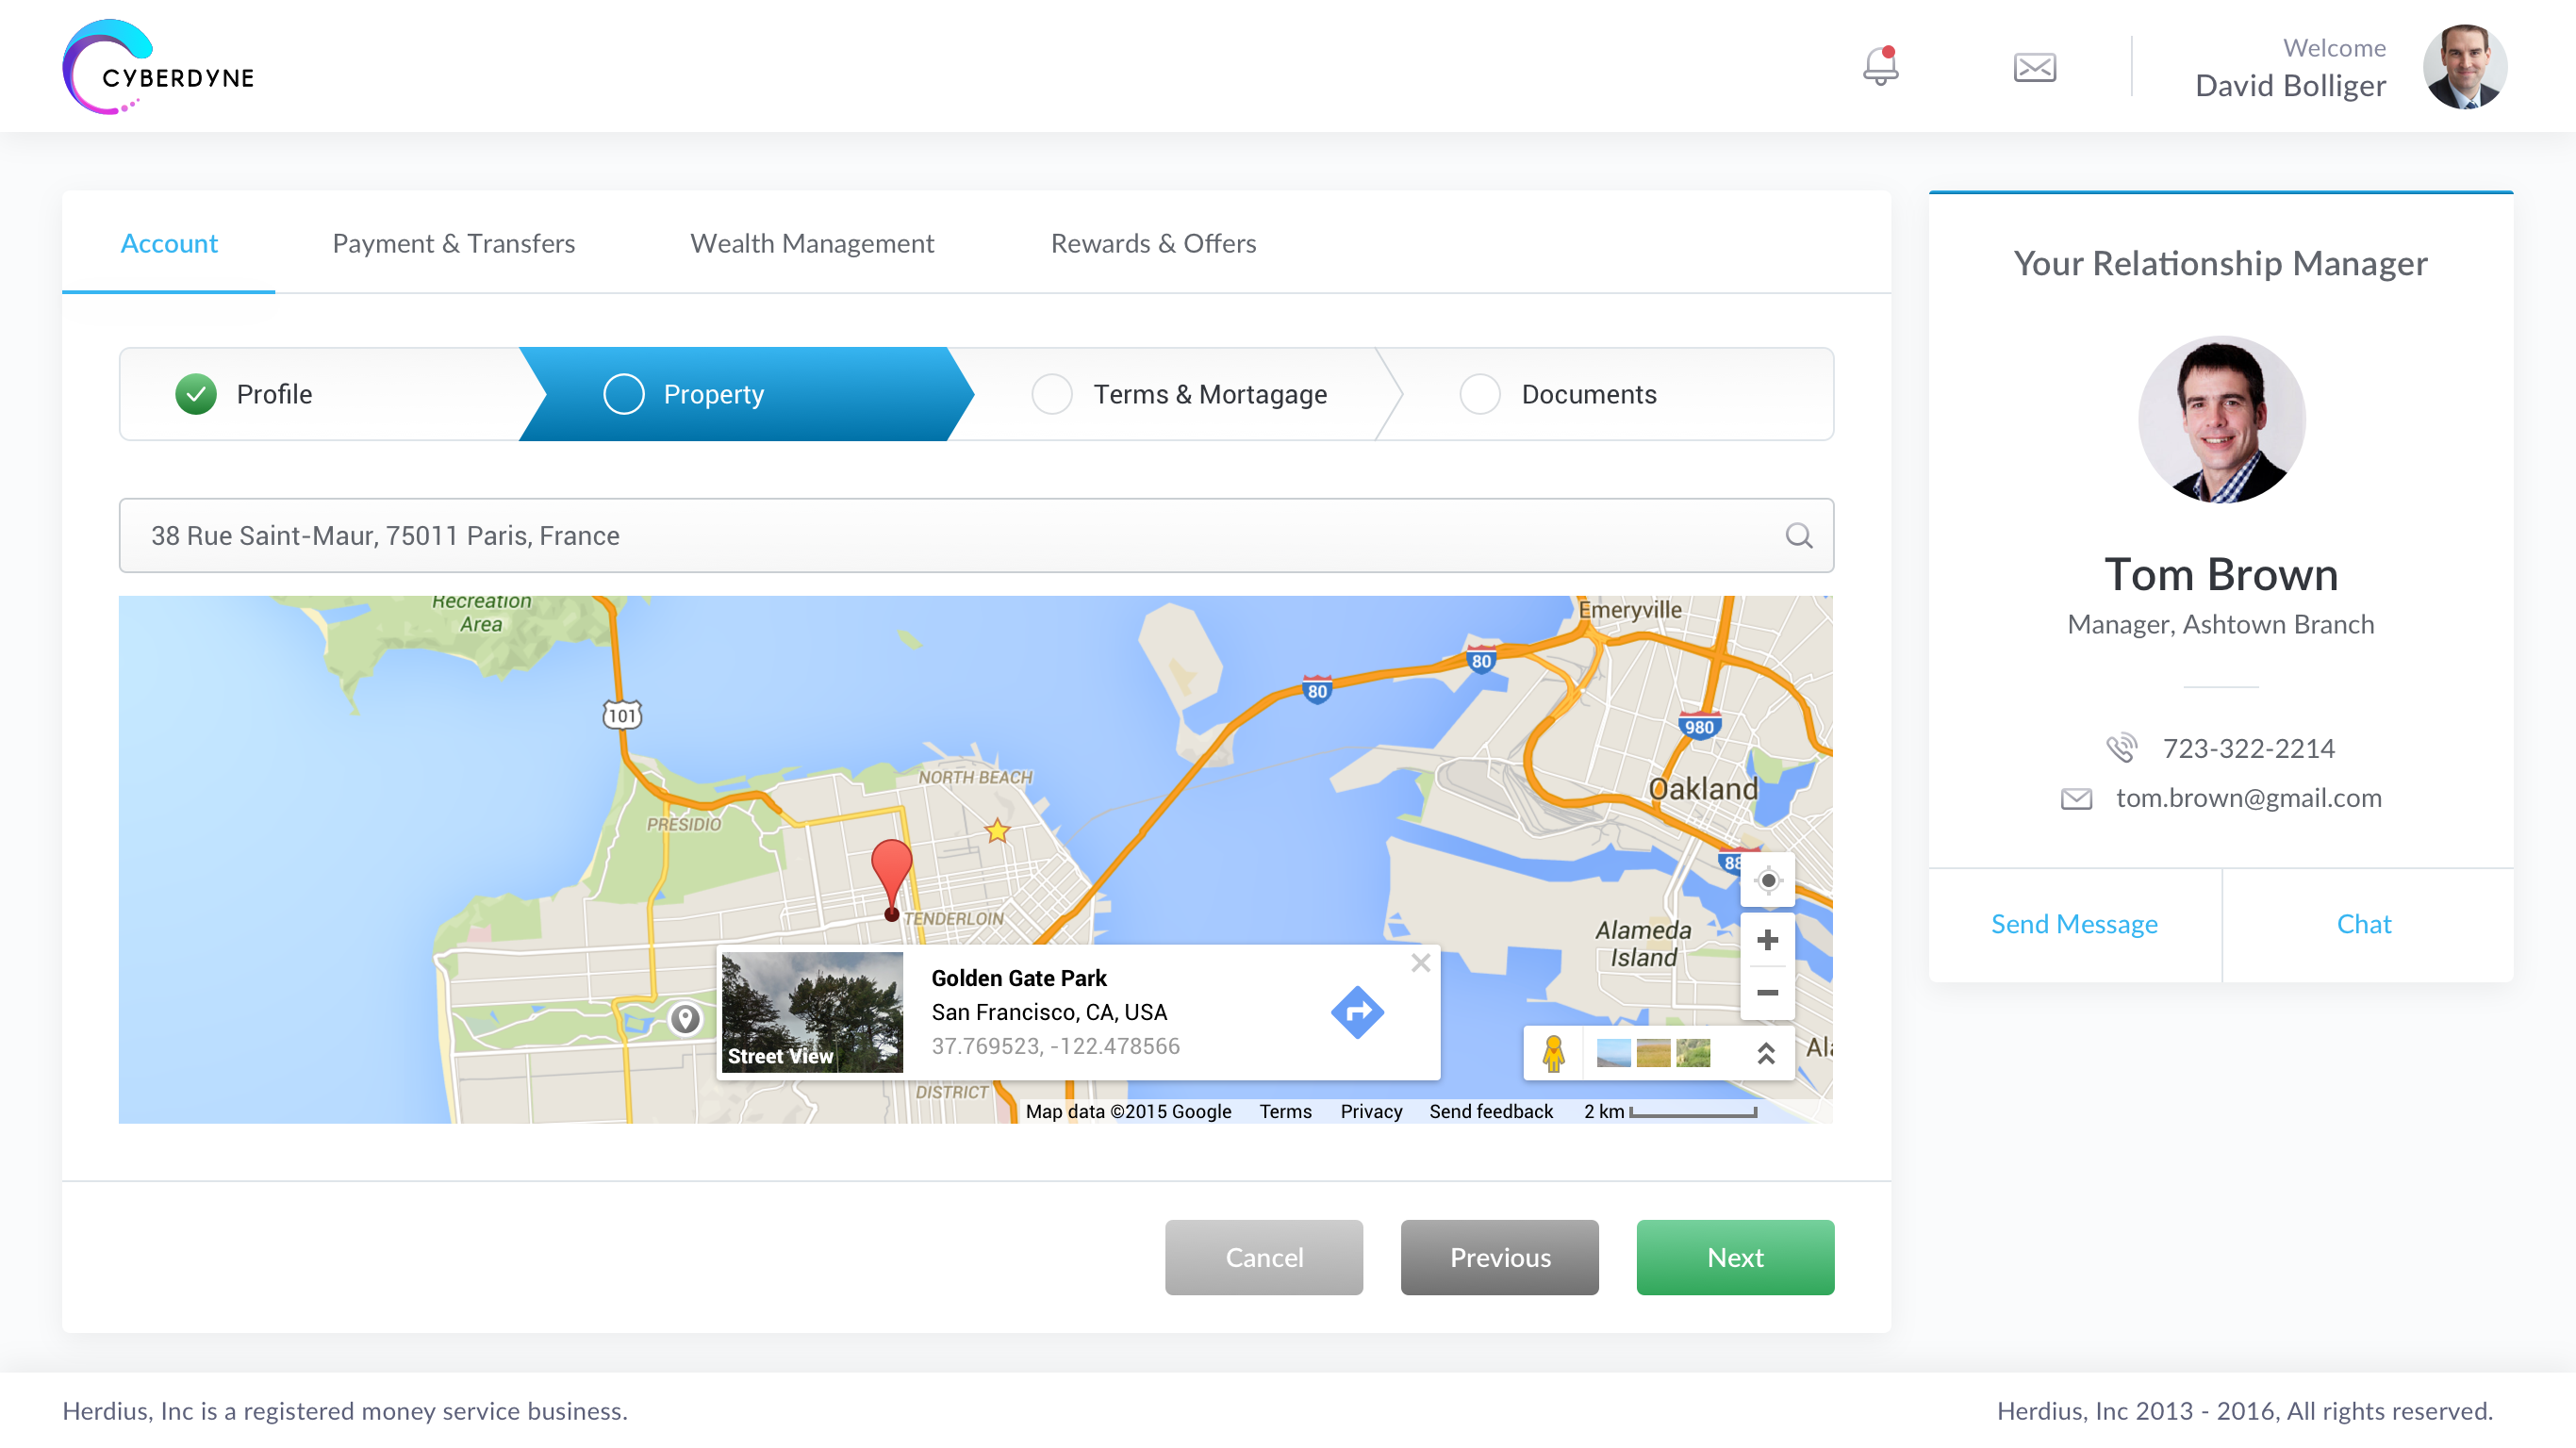 CYBERDYNE
Welcome
David Bolliger
Account
Payment & Transfers
Wealth Management
Rewards & Offers
Profile
Property
Terms & Mortagage
Documents
38 Rue Saint-Maur, 75011 Paris, France
Recreation
Area
Emeryville
80
80
101
980
NORTH BEACH
Oakland
PRESIDIO
88
TENDERLOIN
Alameda
Island
Golden Gate Park
San Francisco, CA, USA
37.769523, -122.478566
Street View
Ala
DISTRICT
Map data ©2015 Google
Terms
Privacy
Send feedback
2 km
Cancel
Previous
Next
Your Relationship Manager
Tom Brown
Manager, Ashtown Branch
723-322-2214
tom.brown@gmail.com
Send Message
Chat
Herdius, Inc is a registered money service business.
Herdius, Inc 2013 - 2016, All rights reserved.